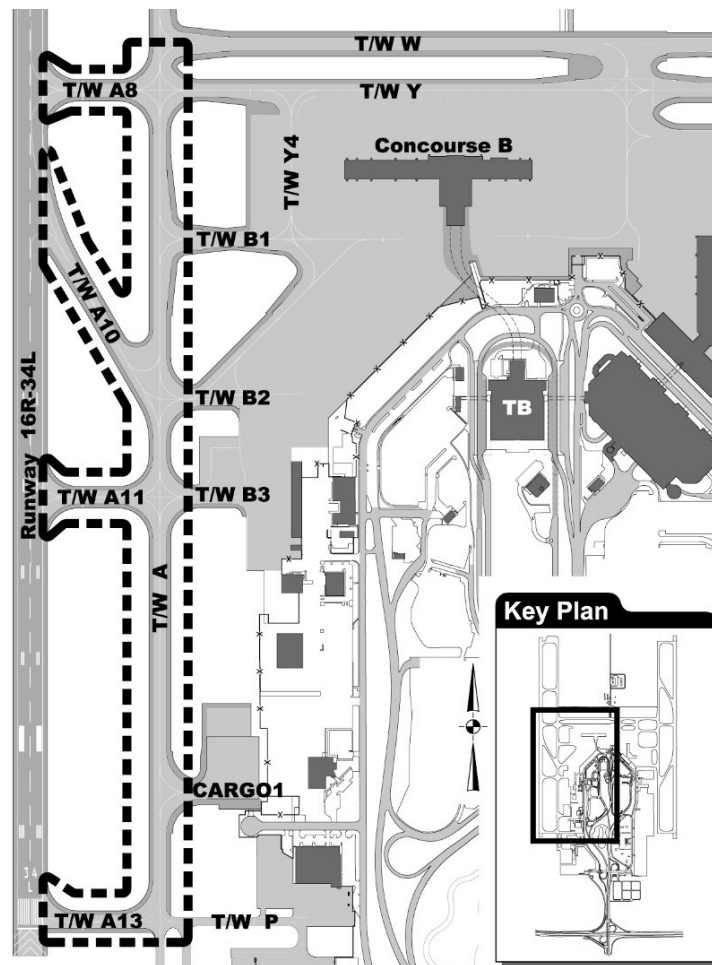 T/W W
T/W A8
T/W Y
Concourse B
T/W Y4
T/W B1
T/W A10
T/W B2
TB
Runway 16R-34L
T/W A11
T/W B3
T/W A
Key Plan
CARGO1
34
L
T/W A13
T/W P